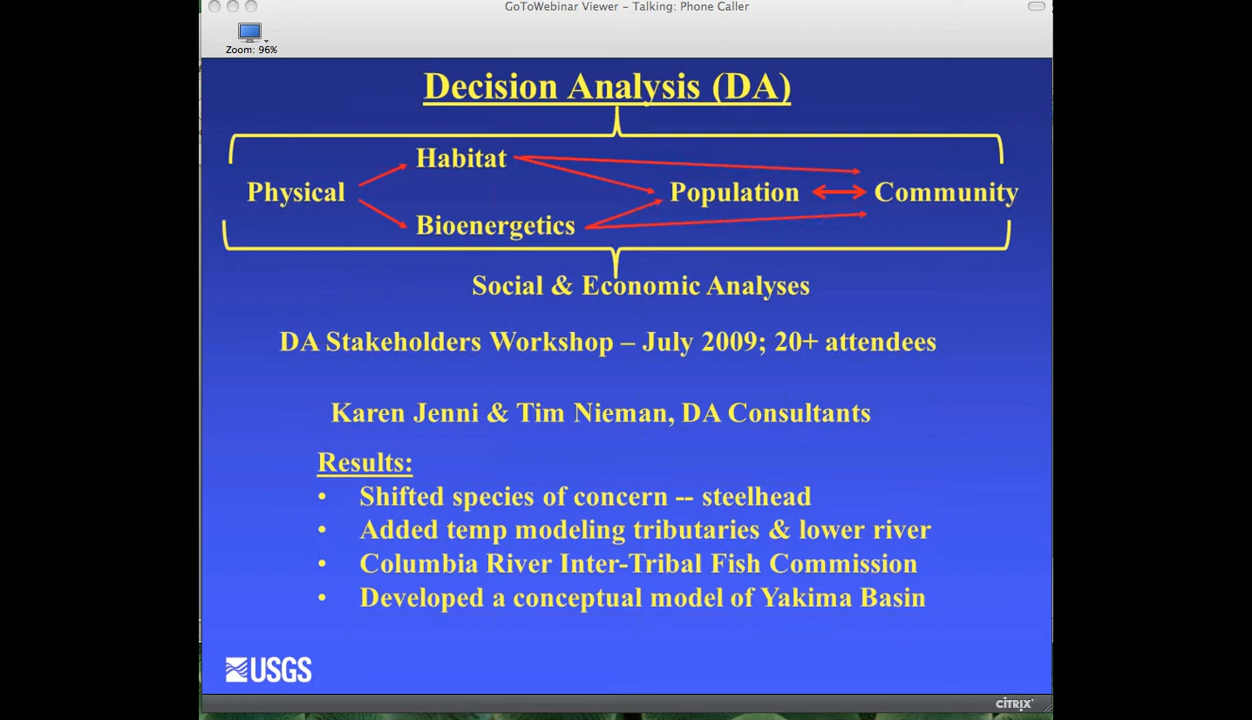 GoToWebinar Viewer – Talking: Phone Caller
Zoom: 96%
Decision Analysis (DA)
Habitat
Physical
Population
Community
Bioenergetics
Social & Economic Analyses
DA Stakeholders Workshop – July 2009; 20+ attendees
Karen Jenni & Tim Nieman, DA Consultants
Results:
• Shifted species of concern -- steelhead
• Added temp modeling tributaries & lower river
• Columbia River Inter-Tribal Fish Commission
• Developed a conceptual model of Yakima Basin
USGS
CITRIX